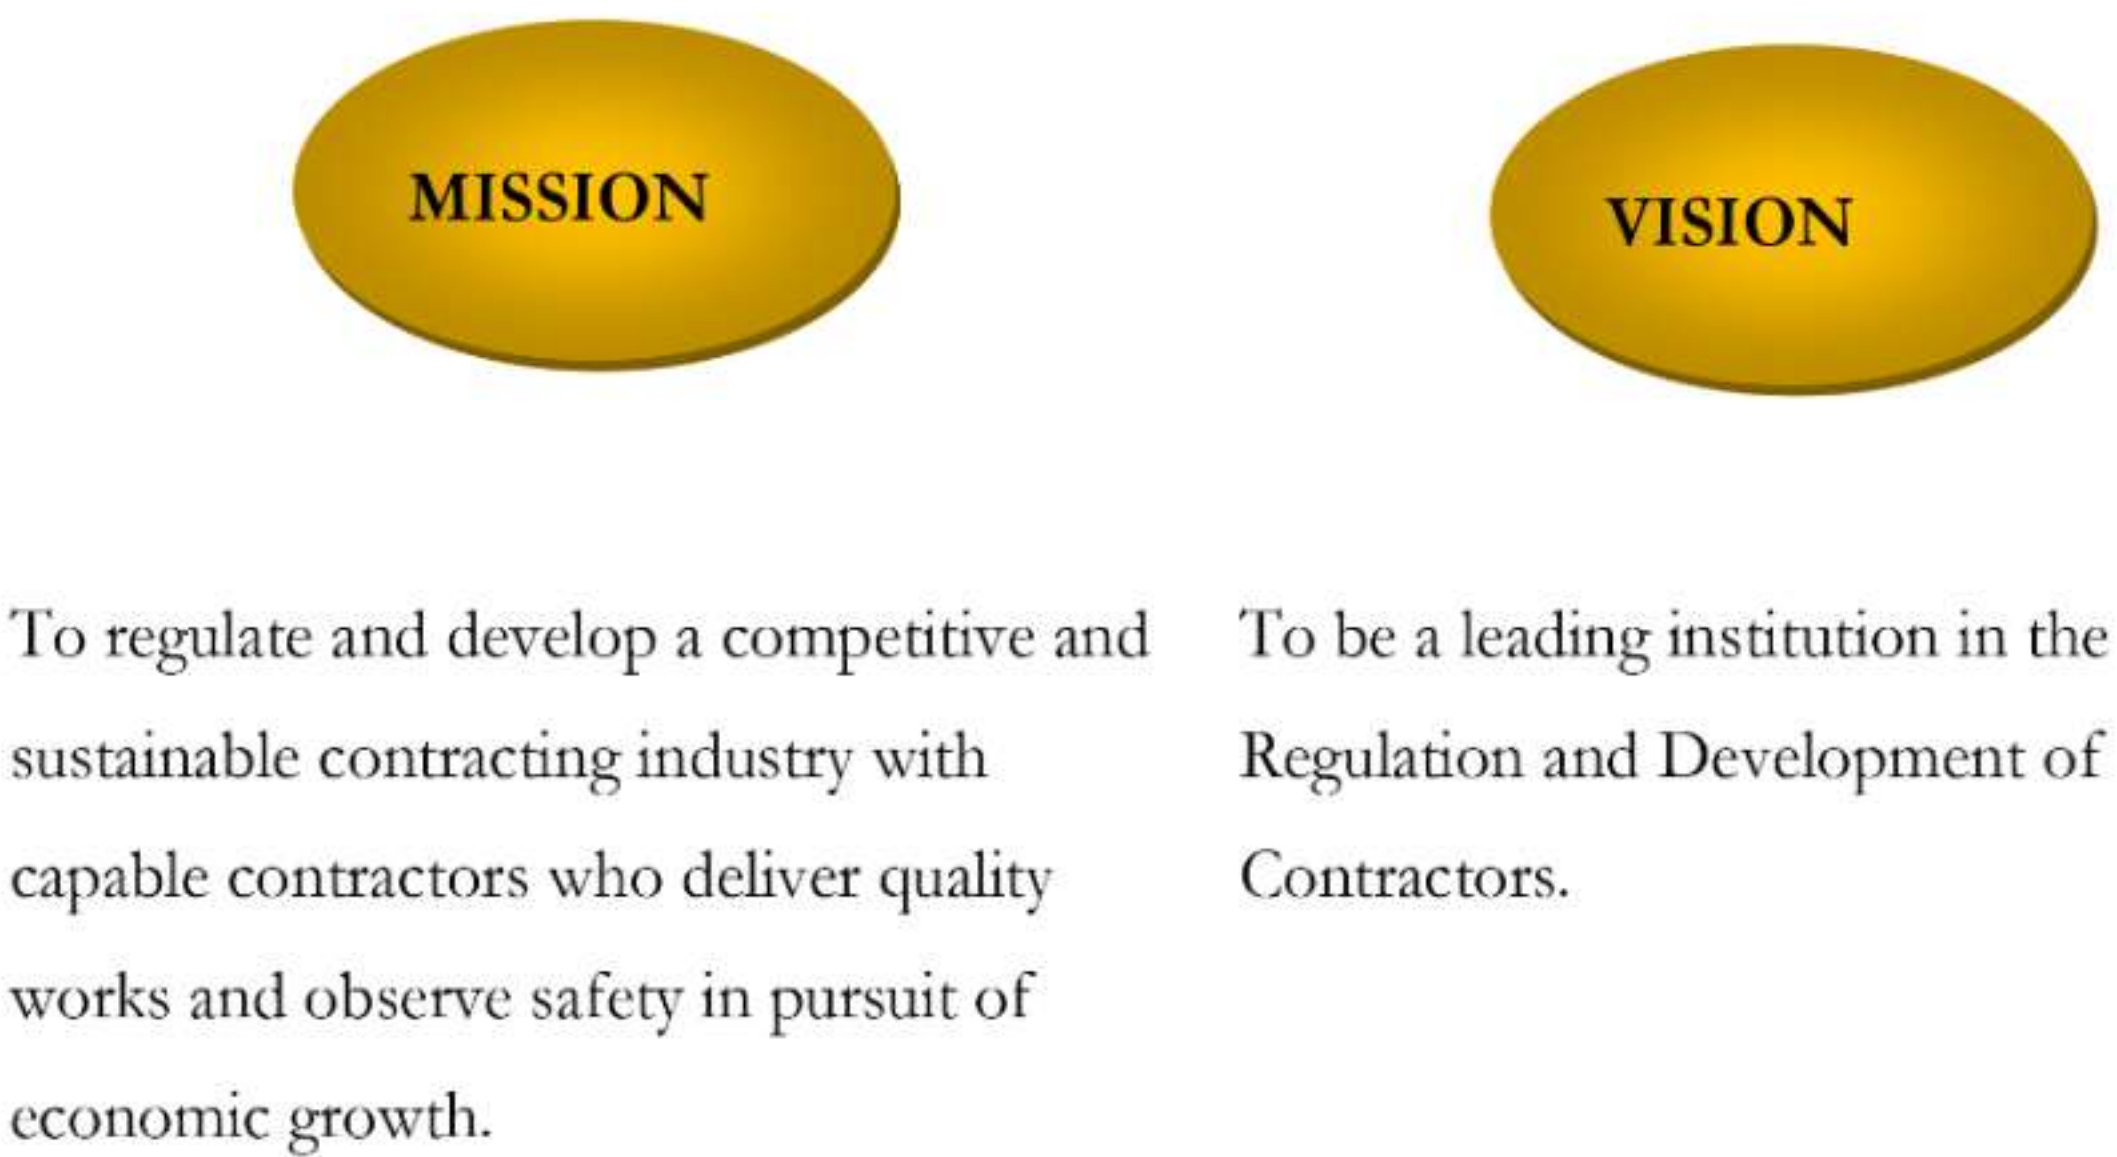 MISSION
To regulate and develop a competitive and
sustainable contracting industry with
capable contractors who deliver quality
works and observe safety in pursuit of
economic growth.
VISION
To be a leading institution in the
Regulation and Development of
Contractors.